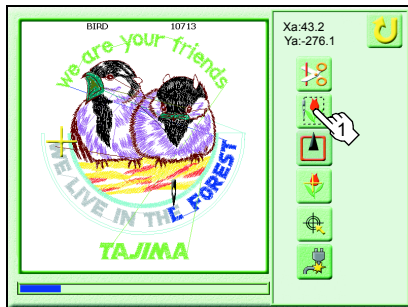 BIRD 10713
Xa:43.2
Ya:-276.1
we are your friends
WE LIVE IN THE FOREST
TAJIMA
1